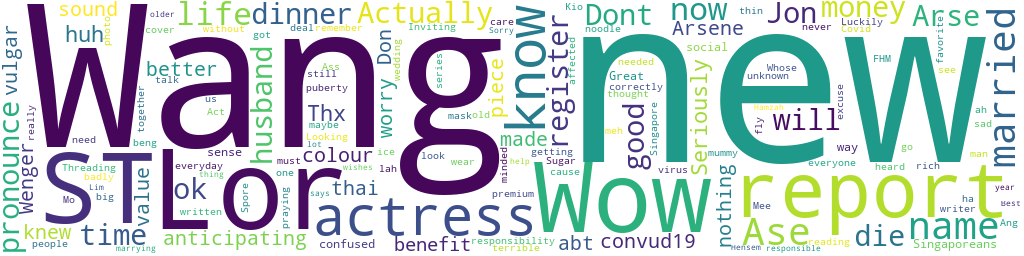 Wang
new
ST
Lor
Wow
report
actress
know
now
life
dinner
Actually
sound
huh
vulgar
better
husband
Don
worry
Thx
piece
register
good
Dont
Arsene
money
Jon
Arse
married
will
made
Seriously
pronounce
Wenger
value
ok
colour
thai
sense
knew
time
anticipating
benefit
abt
convud19
nothing
Ase
die
name
Singaporeans
photo
older
cover
without
deal
remember
Inviting
care
Sorry
Kio
thin
never
Covid
Luckily
favorite
talk
got
wedding
series
noodle
needed
social
Whose
unknown
FHM
see
really
need
together
beng
us
Act
Ass
still
puberty
maybe
Looking
lot
mask
old
affected
Great
correctly
thought
Singapore
meh
Hamzah
fly
excuse
ah
sad
everyday
must
one
ice
lah
look
wear
minded
help
getting
Sugar
cause
virus
mummy
everyone
way
heard
go
rich
man
Threading
badly
Lim
big
Mo
people
marrying
thing
written
Spore
praying
wishes
says
confused
premium
responsibility
terrible
Mee
reading
Hensem
responsible
ha
writer
year
Best
Ang